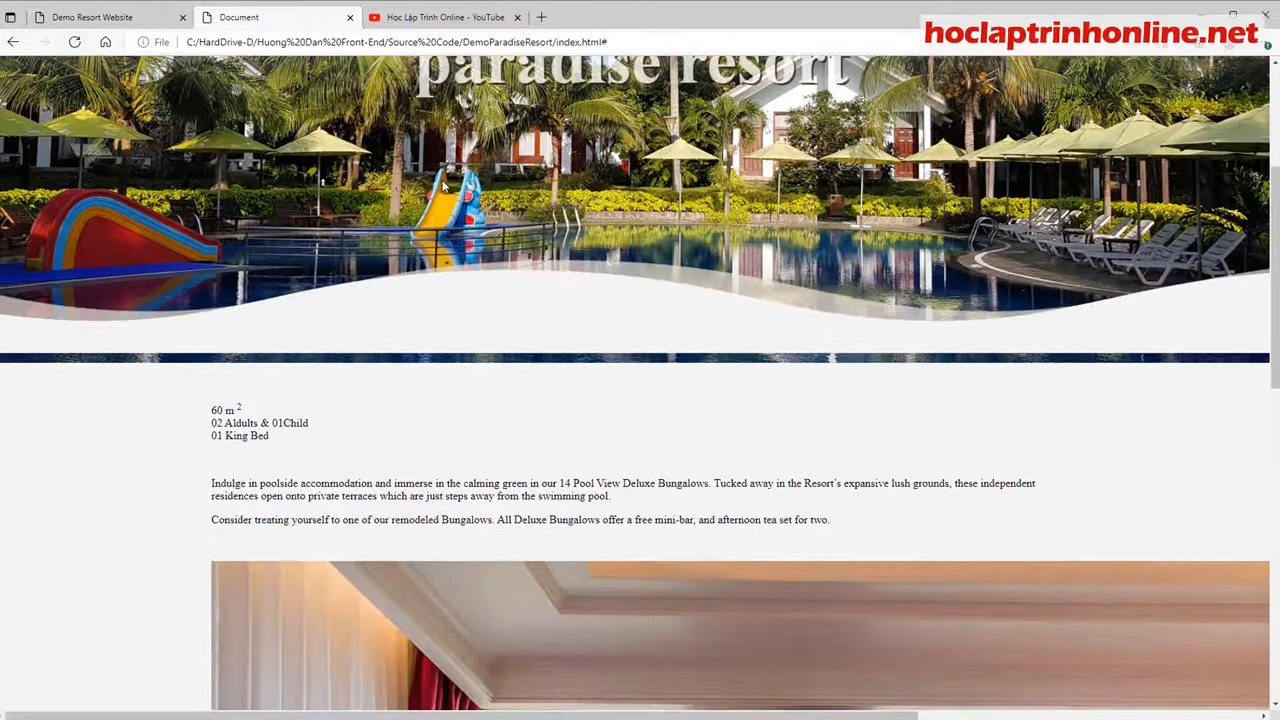 Demo Resort Website
Document
Học Lập Trình Online - YouTube
hoclaptrinhonline.net
File
C:/HardDrive-D/Huong%20Dan%20Front-End/Source%20Code/DemoParadiseResort/index.html#
paradise resort
60 m 2
02 Aldults & 01Child
01 King Bed
Indulge in poolside accommodation and immerse in the calming green in our 14 Pool View Deluxe Bungalows. Tucked away in the Resort's expansive lush grounds, these independent
residences open onto private terraces which are just steps away from the swimming pool.
Consider treating yourself to one of our remodeled Bungalows. All Deluxe Bungalows offer a free mini-bar, and afternoon tea set for two.